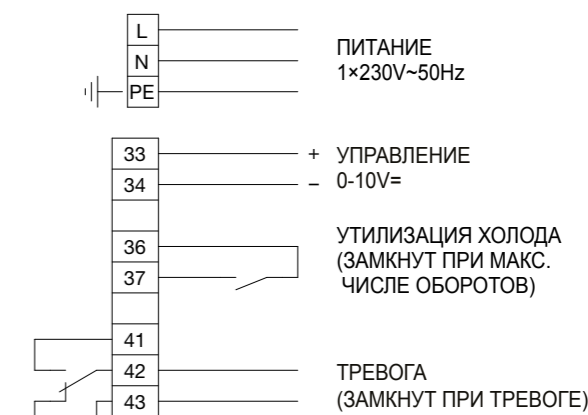 L
N
PE
ПИТАНИЕ
1×230V~50Hz
33
34
+ УПРАВЛЕНИЕ
– 0-10V=
36
37
УТИЛИЗАЦИЯ ХОЛОДА
(ЗАМКНУТ ПРИ МАКС.
ЧИСЛЕ ОБОРОТОВ)
41
42
43
ТРЕВОГА
(ЗАМКНУТ ПРИ ТРЕВОГЕ)